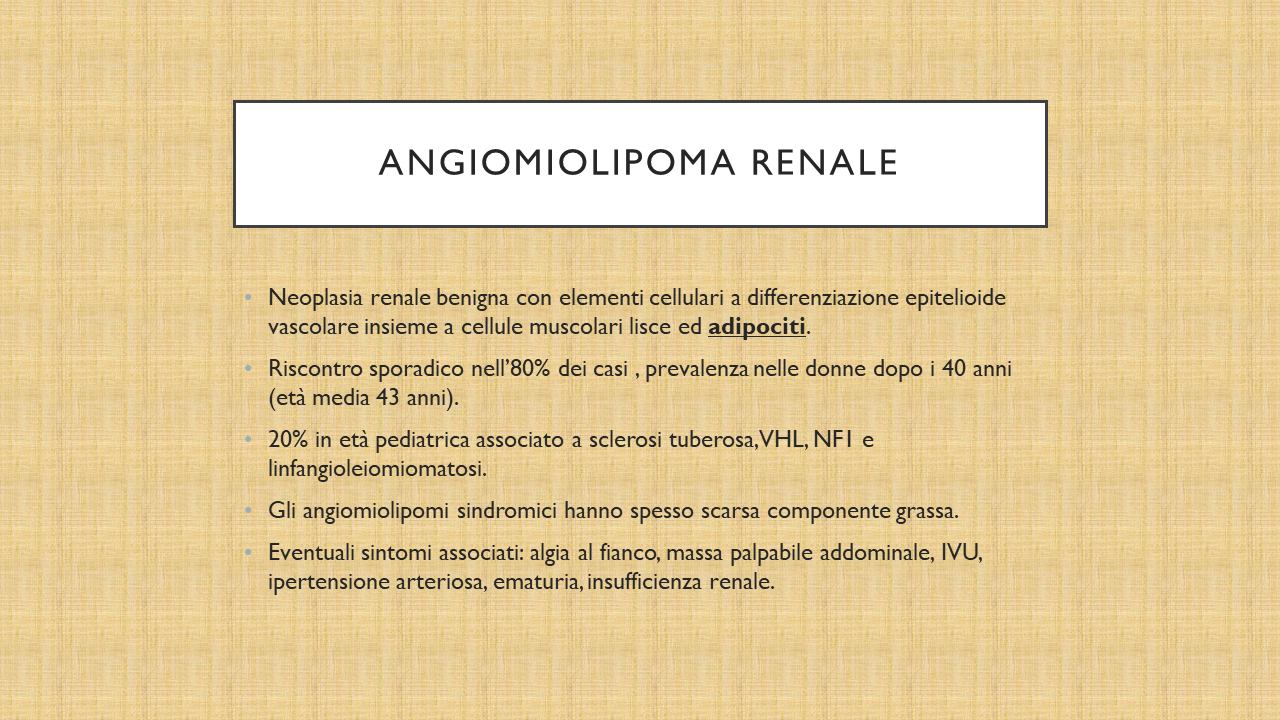 ANGIOMIOLIPOMA RENALE
• Neoplasia renale benigna con elementi cellulari a differenziazione epitelioide
vascolare insieme a cellule muscolari lisce ed adipociti.
• Riscontro sporadico nell’80% dei casi , prevalenza nelle donne dopo i 40 anni
(età media 43 anni).
• 20% in età pediatrica associato a sclerosi tuberosa, VHL, NF1 e
linfangioleiomiomatosi.
• Gli angiomiolipomi sindromici hanno spesso scarsa componente grassa.
• Eventuali sintomi associati: algia al fianco, massa palpabile addominale, IVU,
ipertensione arteriosa, ematuria, insufficienza renale.